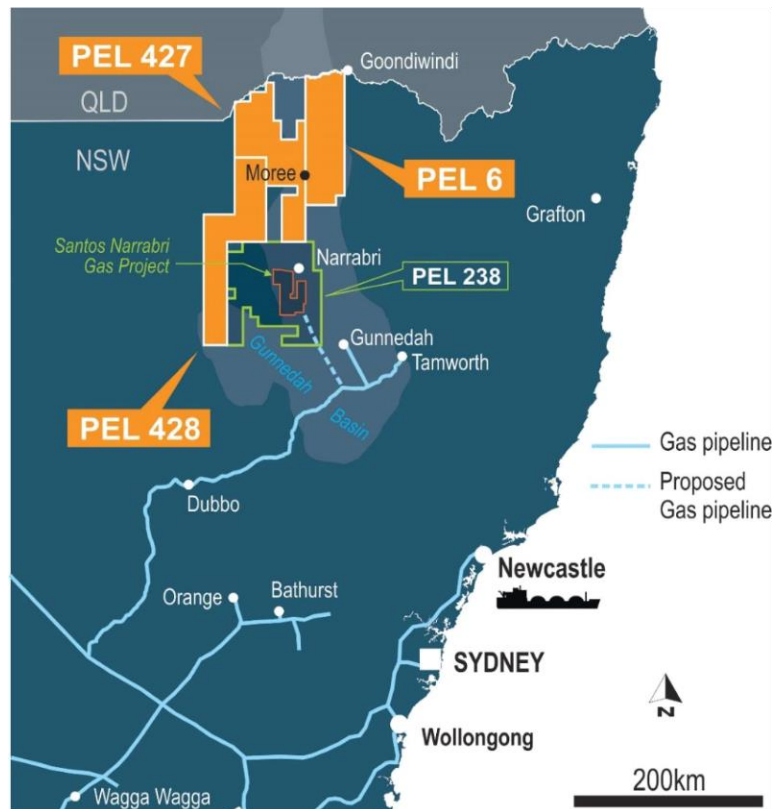 PEL 427
Goondiwindi
QLD
NSW
Moree
PEL 6
Grafton
Santos Narrabri
Gas Project
Narrabri
PEL 238
Gunnedah
Tamworth
Gunnedah
Basin
PEL 428
Gas pipeline
Proposed
Gas pipeline
Dubbo
Newcastle
Orange
Bathurst
SYDNEY
N
Wollongong
200km
Wagga Wagga